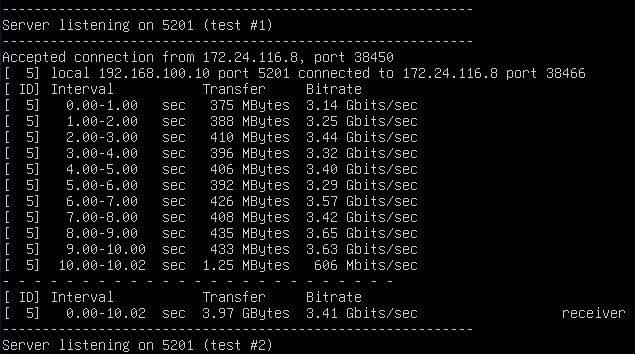 -----------------------------------------------------------
Server listening on 5201 (test #1)
-----------------------------------------------------------
Accepted connection from 172.24.116.8, port 38450
[  5] local 192.168.100.10 port 5201 connected to 172.24.116.8 port 38466
[ ID] Interval           Transfer     Bitrate
[  5]   0.00-1.00   sec   375 MBytes  3.14 Gbits/sec
[  5]   1.00-2.00   sec   388 MBytes  3.25 Gbits/sec
[  5]   2.00-3.00   sec   410 MBytes  3.44 Gbits/sec
[  5]   3.00-4.00   sec   396 MBytes  3.32 Gbits/sec
[  5]   4.00-5.00   sec   406 MBytes  3.40 Gbits/sec
[  5]   5.00-6.00   sec   392 MBytes  3.29 Gbits/sec
[  5]   6.00-7.00   sec   426 MBytes  3.57 Gbits/sec
[  5]   7.00-8.00   sec   408 MBytes  3.42 Gbits/sec
[  5]   8.00-9.00   sec   435 MBytes  3.65 Gbits/sec
[  5]   9.00-10.00  sec   433 MBytes  3.63 Gbits/sec
[  5]  10.00-10.02  sec  1.25 MBytes   606 Mbits/sec
- - - - - - - - - - - - - - - - - - - - - - - - -
[ ID] Interval           Transfer     Bitrate
[  5]   0.00-10.02  sec  3.97 GBytes  3.41 Gbits/sec                  receiver
-----------------------------------------------------------
Server listening on 5201 (test #2)